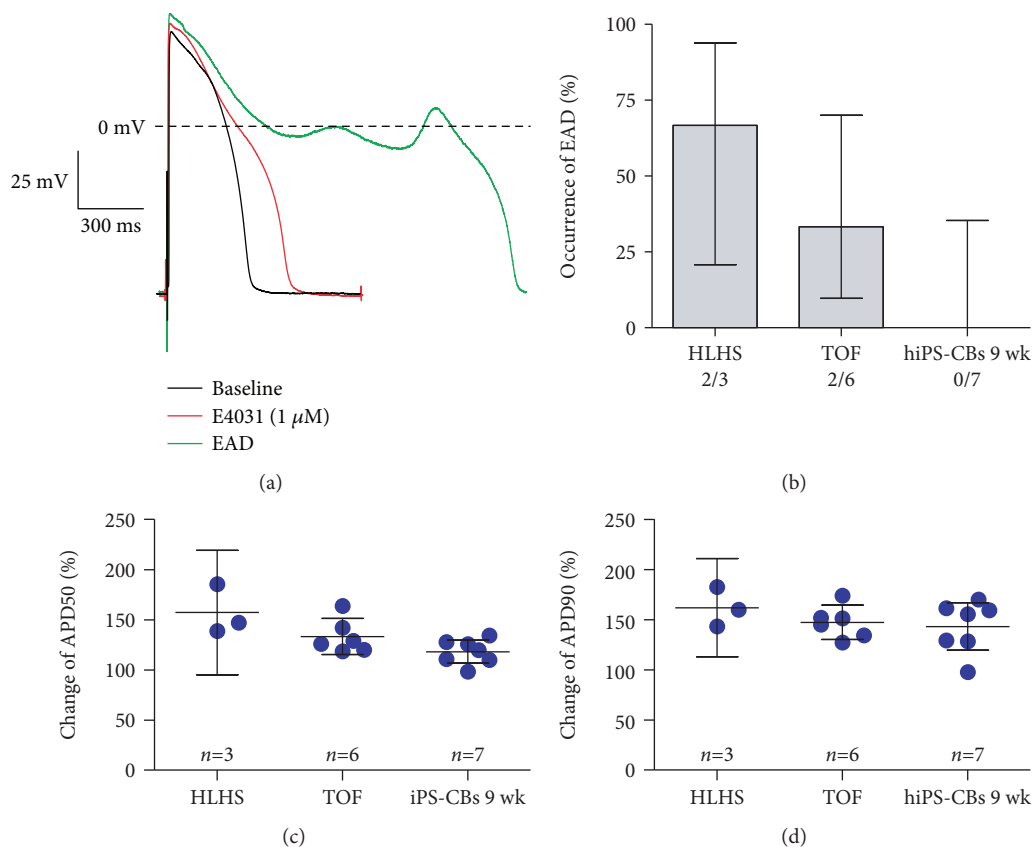 0 mV
25 mV
300 ms
Baseline
E4031 (1 μM)
EAD
(a)
Occurrence of EAD (%)
100
75
50
25
0
HLHS
2/3
TOF
2/6
hiPS-CBs 9 wk
0/7
(b)
Change of APD50 (%)
250
200
150
100
50
0
n=3
n=6
n=7
HLHS
TOF
iPS-CBs 9 wk
(c)
Change of APD90 (%)
250
200
150
100
50
0
n=3
n=6
n=7
HLHS
TOF
hiPS-CBs 9 wk
(d)